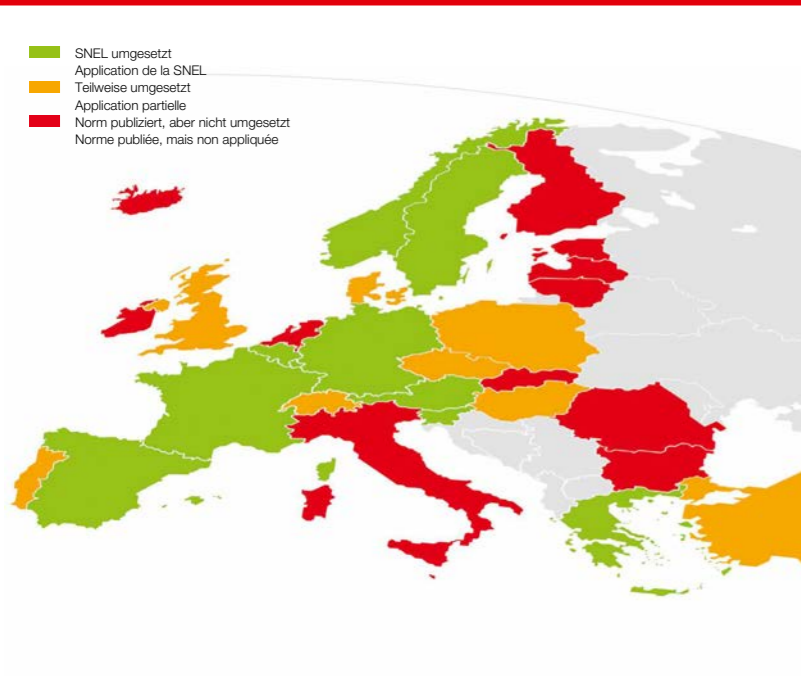 SNEL umgesetzt
Application de la SNEL
Teilweise umgesetzt
Application partielle
Norm publiziert, aber nicht umgesetzt
Norme publiée, mais non appliquée